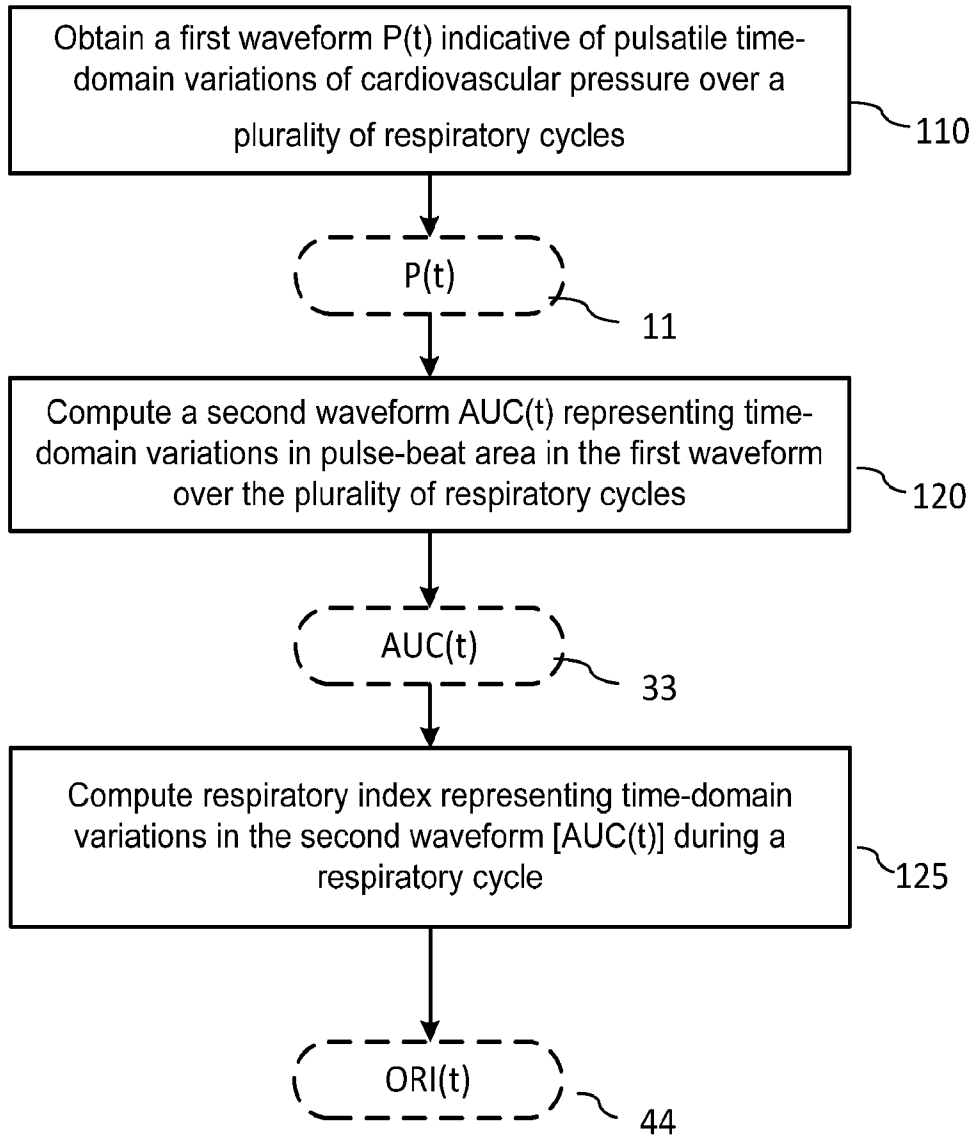 Obtain a first waveform P(t) indicative of pulsatile time-
domain variations of cardiovascular pressure over a
plurality of respiratory cycles
110
P(t)
11
Compute a second waveform AUC(t) representing time-
domain variations in pulse-beat area in the first waveform
over the plurality of respiratory cycles
120
AUC(t)
33
Compute respiratory index representing time-domain
variations in the second waveform [AUC(t)] during a
respiratory cycle
125
ORI(t)
44